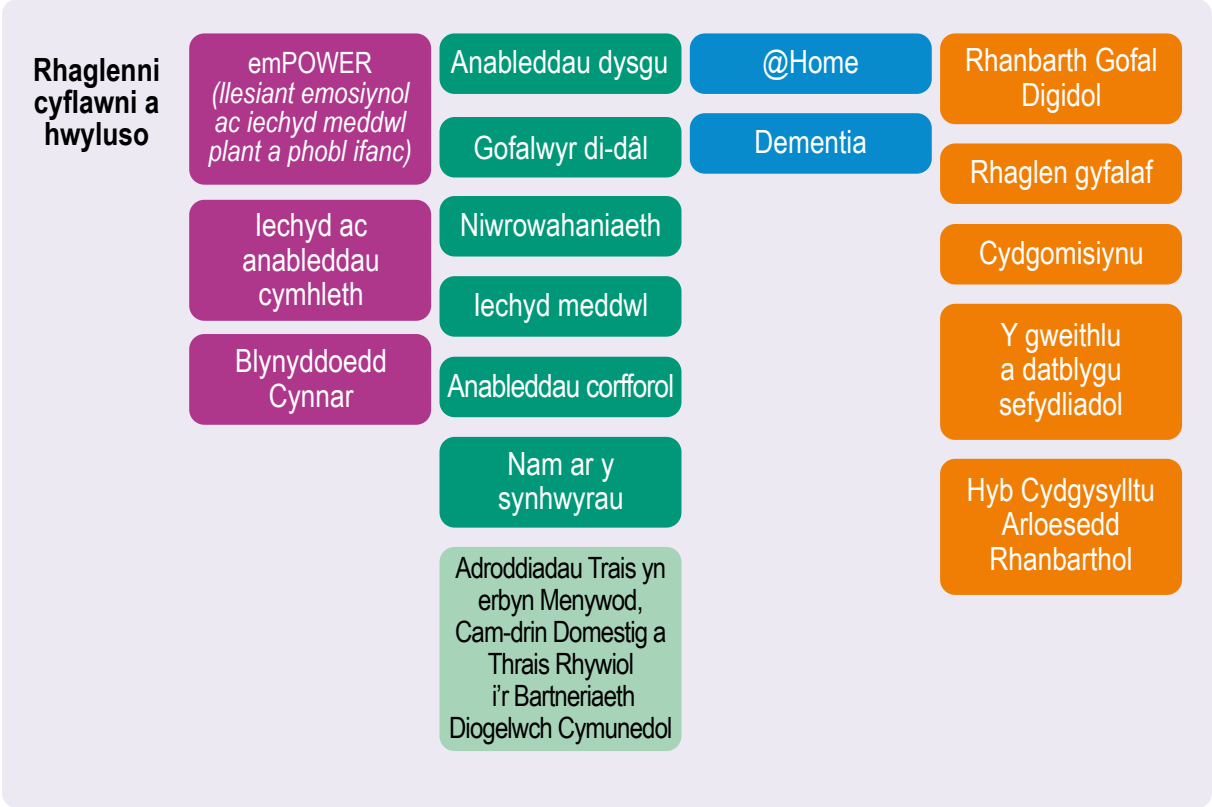 Rhaglenni
cyflawni a
hwyluso
emPOWER
(llesiant emosiynol
ac iechyd meddwl
plant a phobl ifanc)
Iechyd ac
anableddau
cymhleth
Blynyddoedd
Cynnar
Anableddau dysgu
Gofalwyr di-dâl
Niwrowahaniaeth
Iechyd meddwl
Anableddau corfforol
Nam ar y
synhwyrau
Adroddiadau Trais yn
erbyn Menywod,
Cam-drin Domestig a
Thrais Rhywiol
i’r Bartneriaeth
Diogelwch Cymunedol
@Home
Dementia
Rhanbarth Gofal
Digidol
Rhaglen gyfalaf
Cydgomisiynu
Y gweithlu
a datblygu
sefydliadol
Hyb Cydgysylltu
Arloesedd
Rhanbarthol